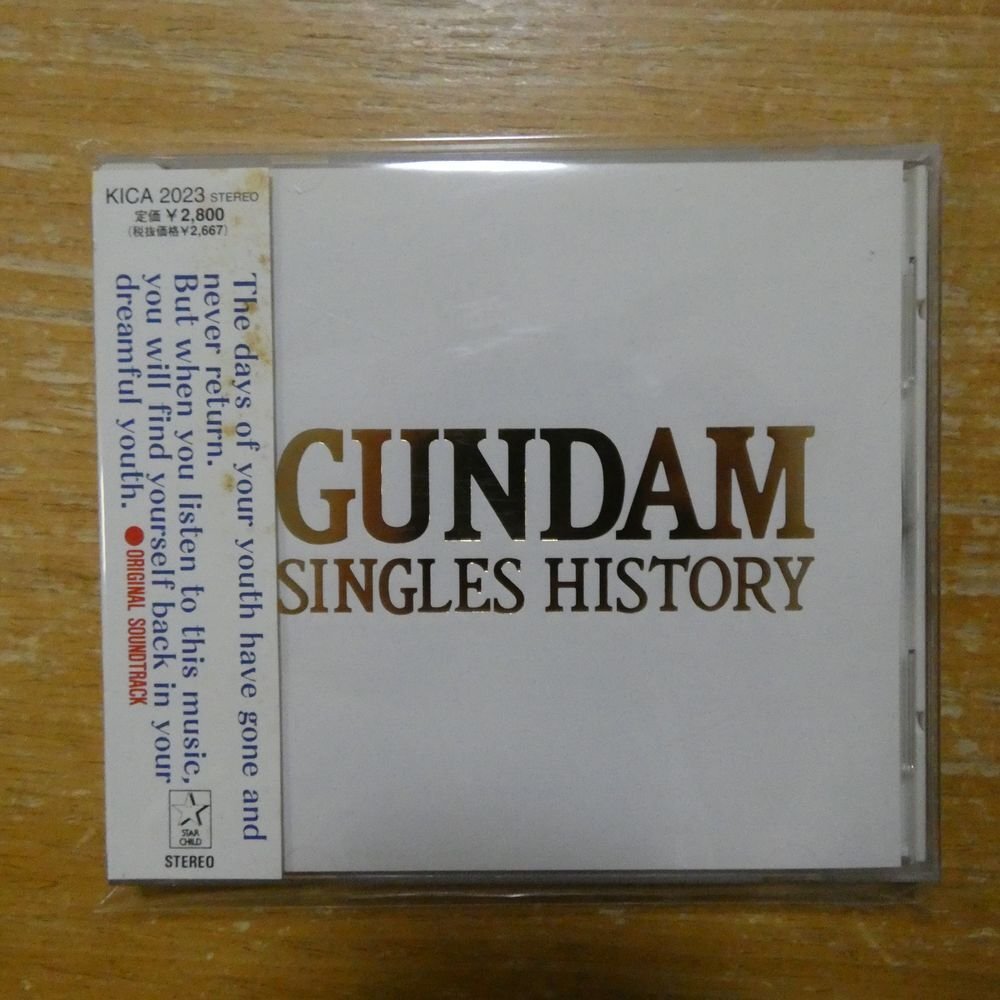 KICA 2023 STEREO
定価 ¥2,800
(税抜価格¥2,667)
The days of your youth have gone and
never return.
But when you listen to this music,
you will find yourself back in your
dreamful youth.
●ORIGINAL SOUNDTRACK
STAR
CHILD
STEREO
GUNDAM
SINGLES HISTORY